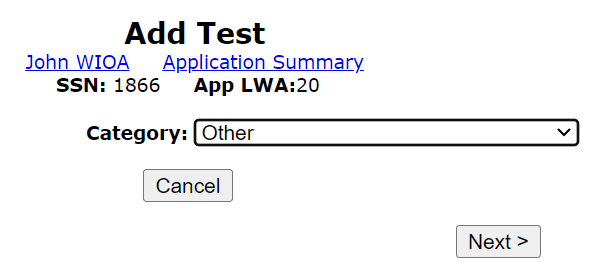 Add Test
John WIOA Application Summary
SSN: 1866 App LWA:20
Category: Other
Cancel
Next >